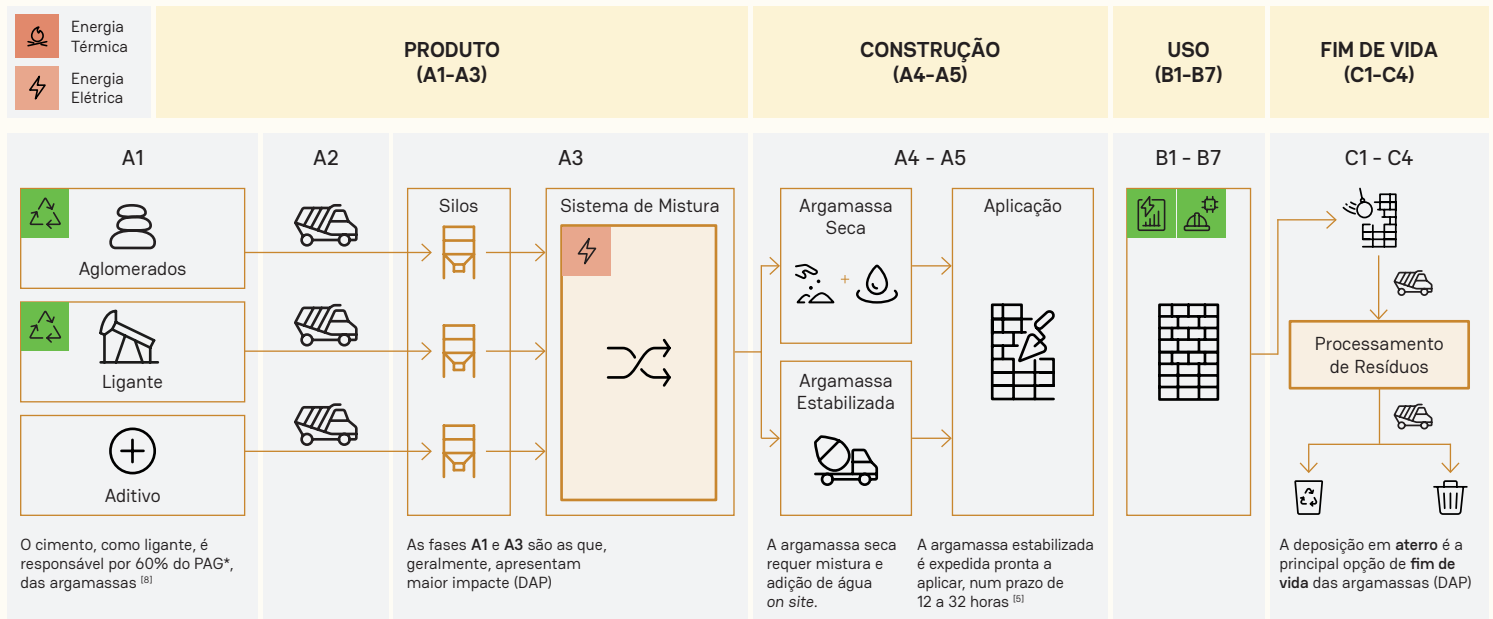 Energia
Térmica
Energia
Elétrica
PRODUTO
(A1-A3)
CONSTRUÇÃO
(A4-A5)
USO
(B1-B7)
FIM DE VIDA
(C1-C4)
A1
A2
A3
A4 - A5
B1 - B7
C1 - C4
Aglomerados
Ligante
Aditivo
Silos
Sistema de Mistura
Argamassa
Seca
Argamassa
Estabilizada
Aplicação
Processamento
de Resíduos
O cimento, como ligante, é
responsável por 60% do PAG*,
das argamassas [8]
As fases A1 e A3 são as que,
geralmente, apresentam
maior impacte (DAP)
A argamassa seca
requer mistura e
adição de água
on site.
A argamassa estabilizada
é expedida pronta a
aplicar, num prazo de
12 a 32 horas [5]
A deposição em aterro é a
principal opção de fim de
vida das argamassas (DAP)